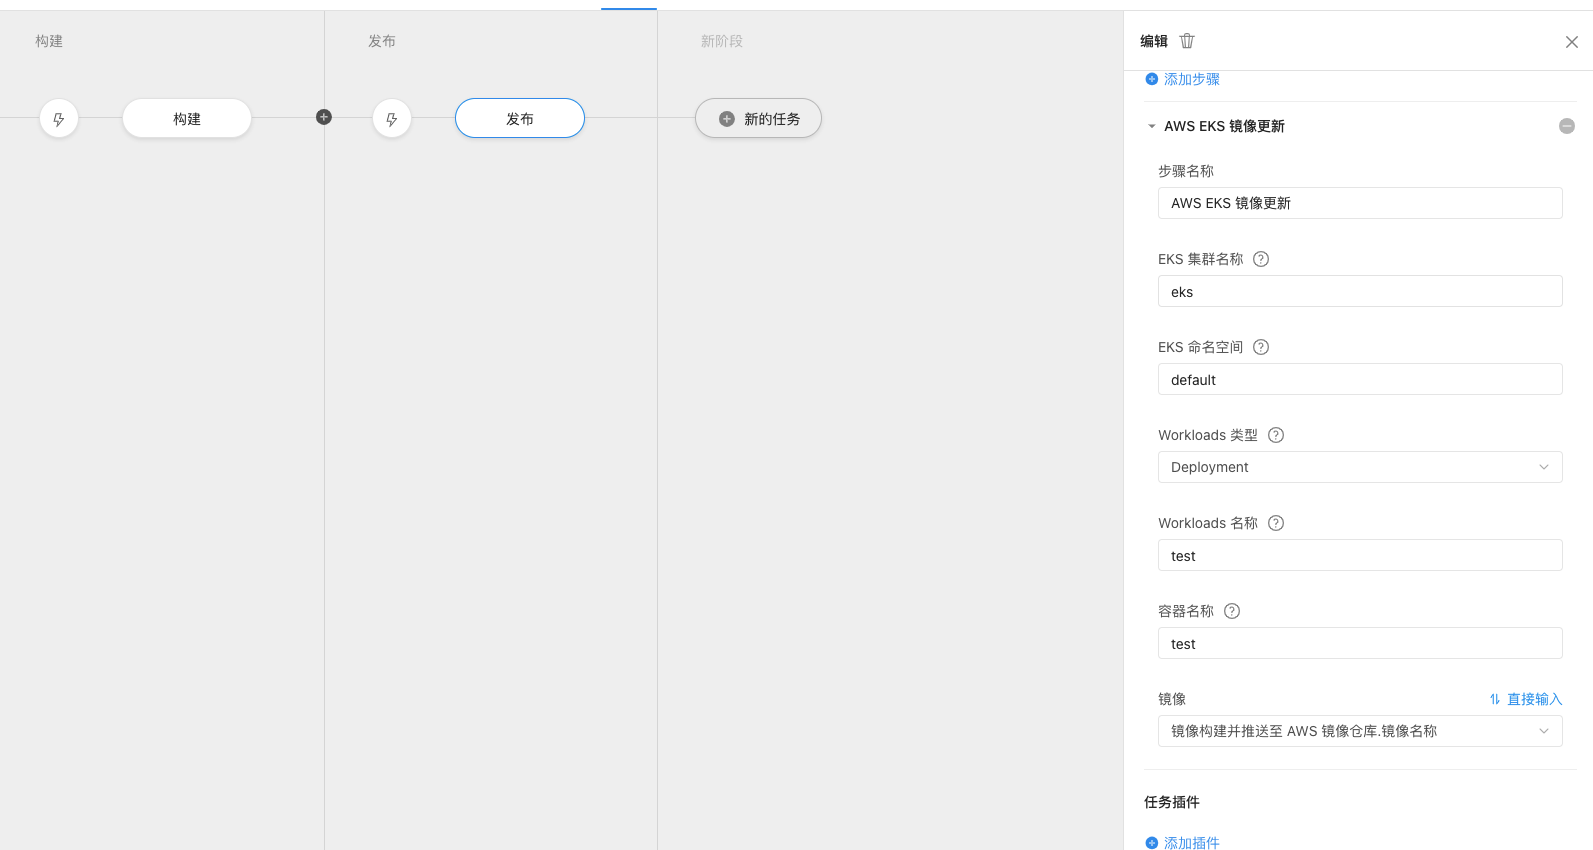 构建
发布
新阶段
构建
发布
新的任务
编辑
添加步骤
AWS EKS 镜像更新
步骤名称
AWS EKS 镜像更新
EKS 集群名称
eks
EKS 命名空间
default
Workloads 类型
Deployment
Workloads 名称
test
容器名称
test
镜像
直接输入
镜像构建并推送至 AWS 镜像仓库.镜像名称
任务插件
添加插件